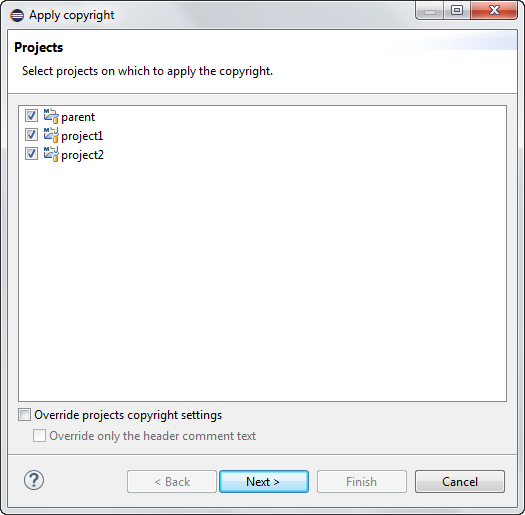 Apply copyright
Projects
Select projects on which to apply the copyright.
parent
project1
project2
Override projects copyright settings
Override only the header comment text
? < Back Next > Finish Cancel